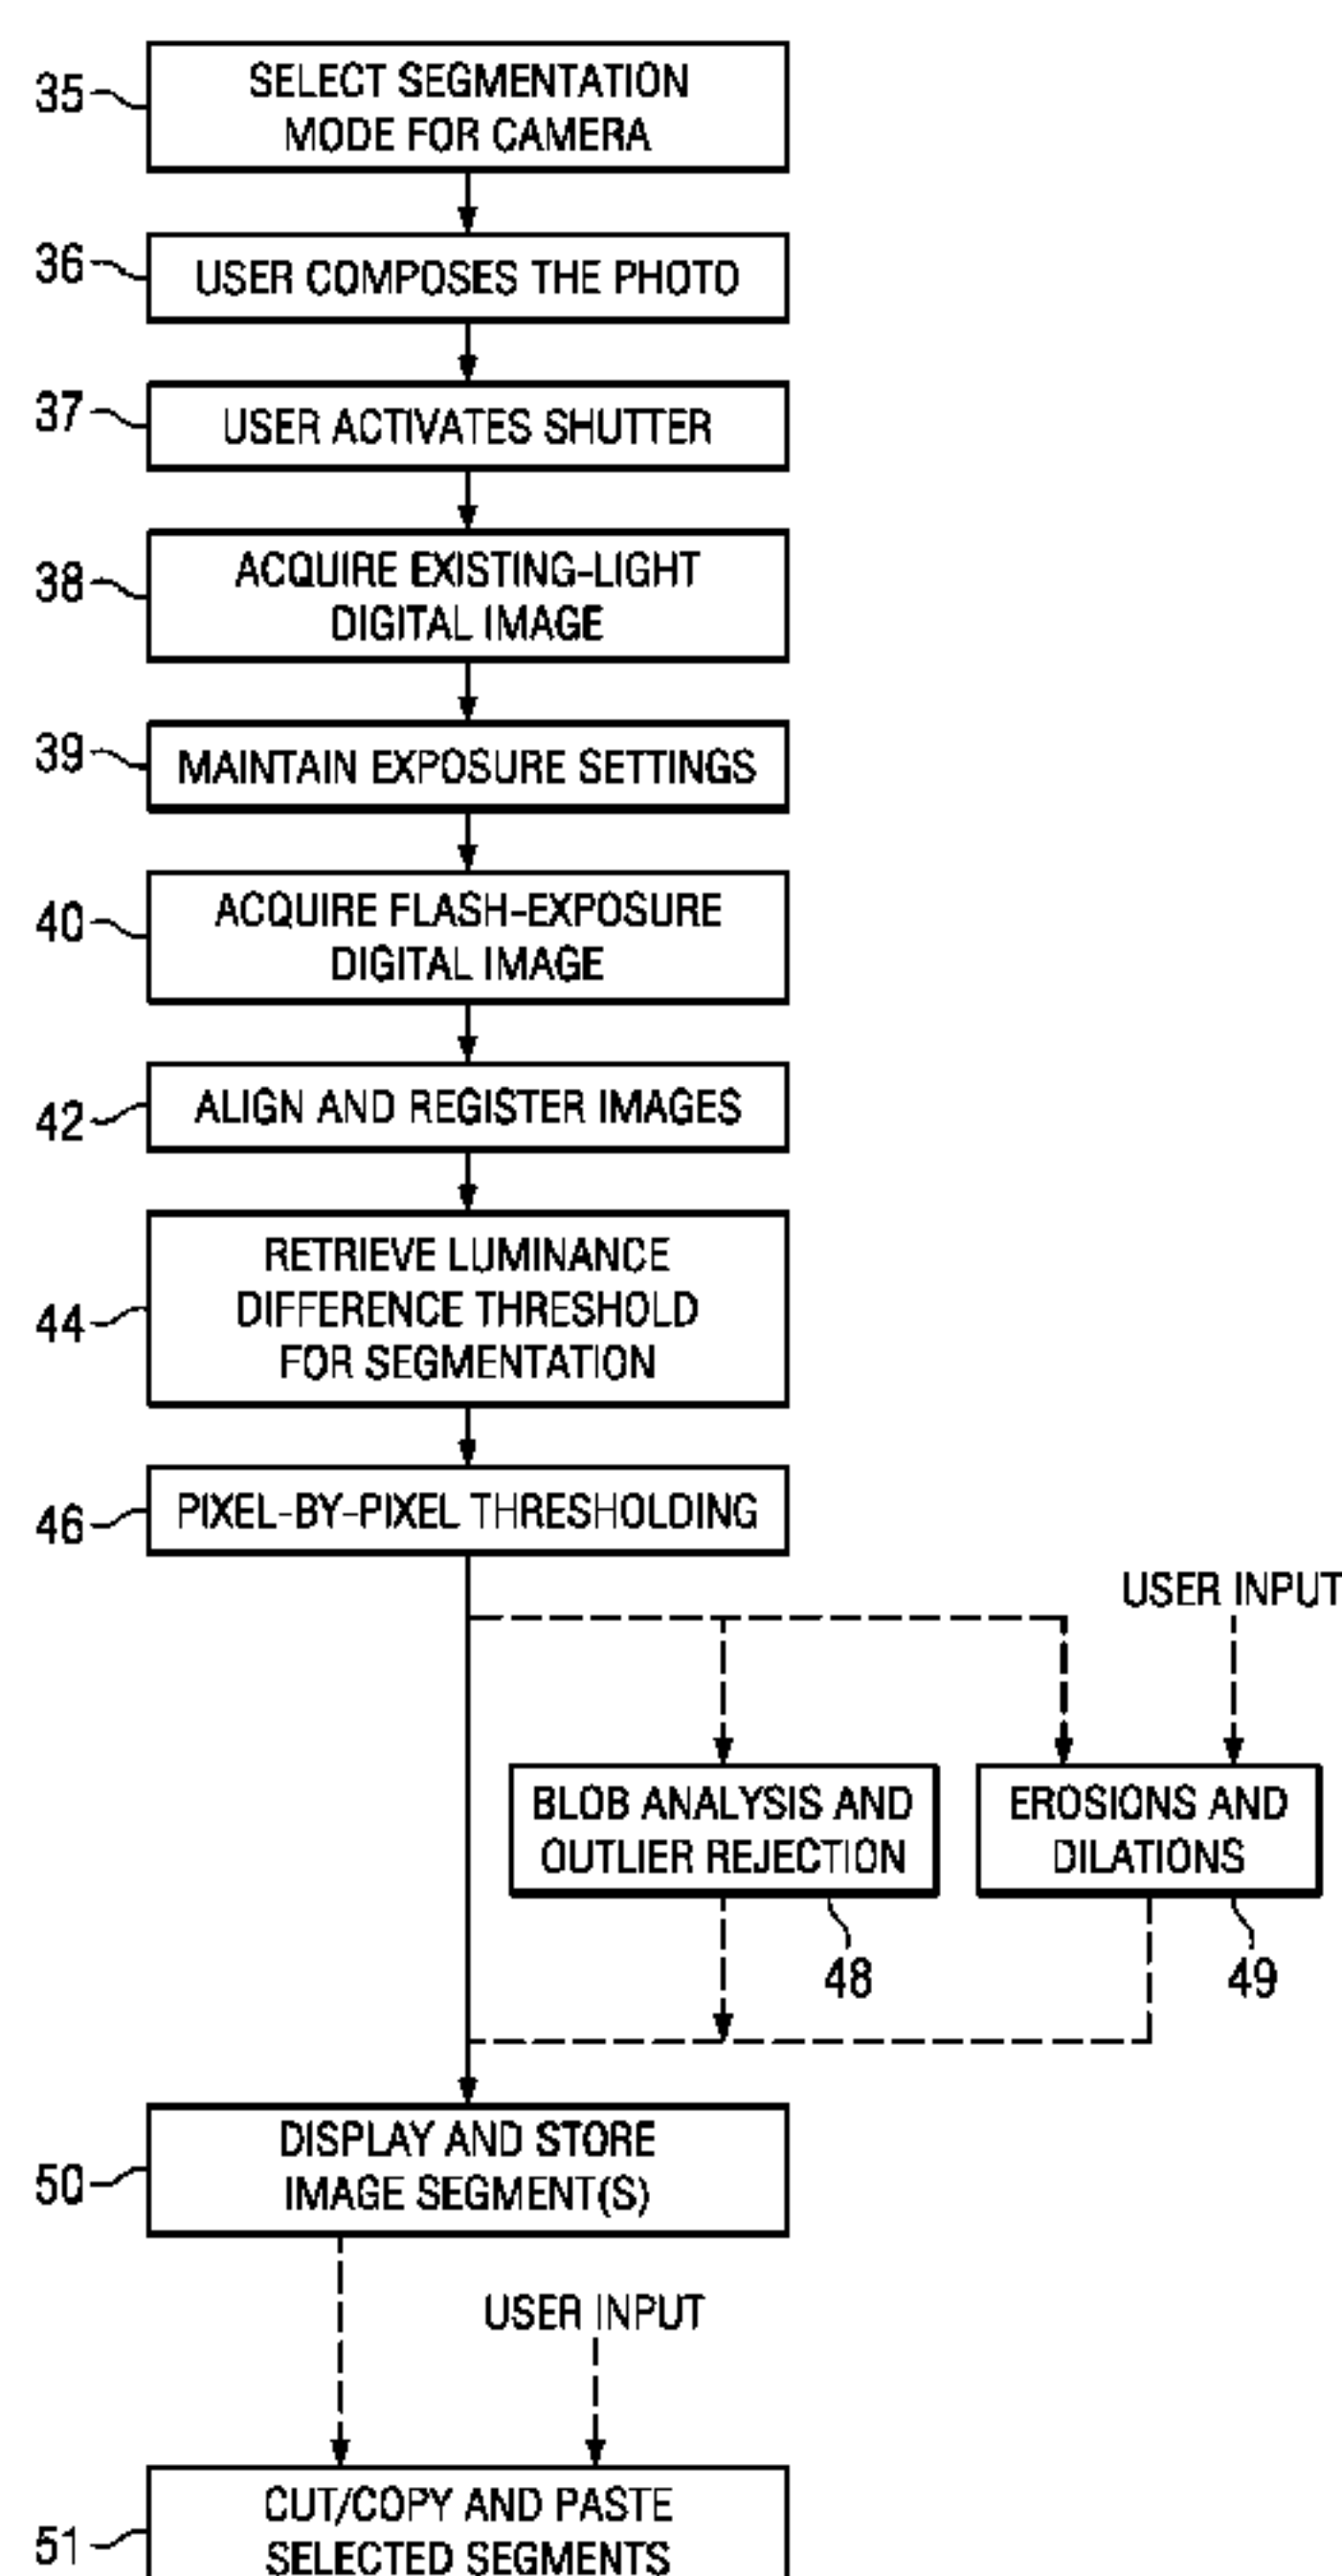 35
SELECT SEGMENTATION
MODE FOR CAMERA
36
USER COMPOSES THE PHOTO
37
USER ACTIVATES SHUTTER
38
ACQUIRE EXISTING-LIGHT
DIGITAL IMAGE
39
MAINTAIN EXPOSURE SETTINGS
40
ACQUIRE FLASH-EXPOSURE
DIGITAL IMAGE
42
ALIGN AND REGISTER IMAGES
44
RETRIEVE LUMINANCE
DIFFERENCE THRESHOLD
FOR SEGMENTATION
46
PIXEL-BY-PIXEL THRESHOLDING
USER INPUT
BLOB ANALYSIS AND
OUTLIER REJECTION
48
EROSIONS AND
DILATIONS
49
50
DISPLAY AND STORE
IMAGE SEGMENT(S)
USER INPUT
51
CUT/COPY AND PASTE
SELECTED SEGMENTS